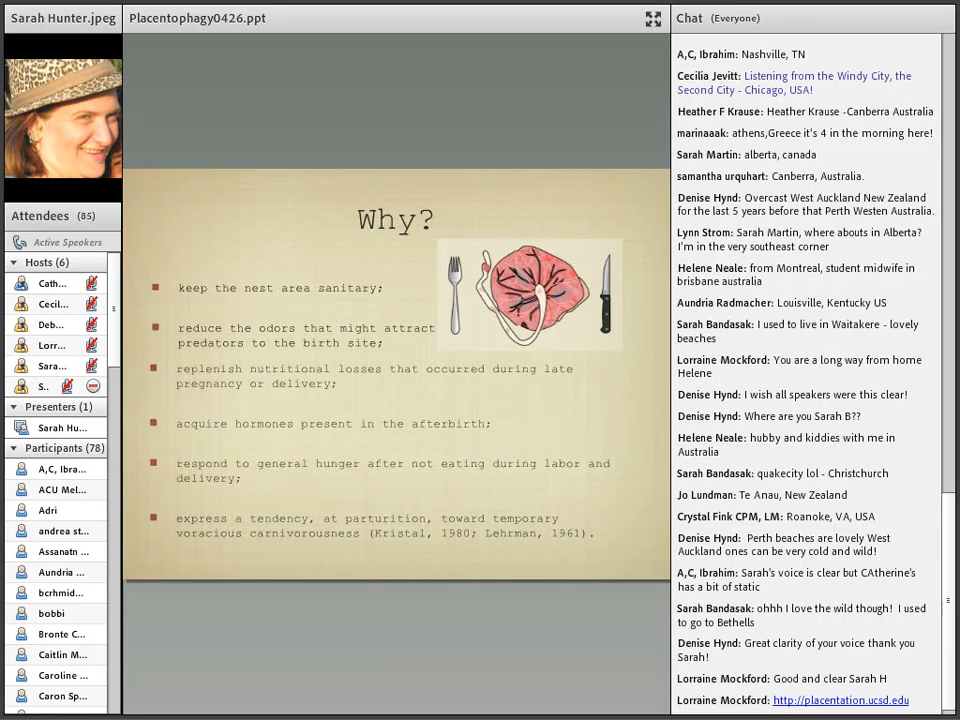 Sarah Hunter.jpeg
Attendees (85)
Active Speakers
Hosts (6)
Cath...
Cecil...
Deb...
Lorr...
Sara...
S..
Presenters (1)
Sarah Hu...
Participants (78)
A,C, Ibra...
ACU Mel...
Adri
andrea st...
Assanatn ...
Aundria ...
bcrhmid...
bobbi
Bronte C...
Caitlin M...
Caroline ...
Caron Sp...
Placentophagy0426.ppt
Why?
keep the nest area sanitary;
reduce the odors that might attract
predators to the birth site;
replenish nutritional losses that occurred during late
pregnancy or delivery;
acquire hormones present in the afterbirth;
respond to general hunger after not eating during labor and
delivery;
express a tendency, at parturition, toward temporary
voracious carnivorousness (Kristal, 1980; Lehrman, 1961).
Chat (Everyone)
A,C, Ibrahim: Nashville, TN
Cecilia Jevitt: Listening from the Windy City, the
Second City - Chicago, USA!
Heather F Krause: Heather Krause -Canberra Australia
marinaaak: athens,Greece it's 4 in the morning here!
Sarah Martin: alberta, canada
samantha urquhart: Canberra, Australia.
Denise Hynd: Overcast West Auckland New Zealand
for the last 5 years before that Perth Westen Australia.
Lynn Strom: Sarah Martin, where abouts in Alberta?
I'm in the very southeast corner
Helene Neale: from Montreal, student midwife in
brisbane australia
Aundria Radmacher: Louisville, Kentucky US
Sarah Bandasak: I used to live in Waitakere - lovely
beaches
Lorraine Mockford: You are a long way from home
Helene
Denise Hynd: I wish all speakers were this clear!
Denise Hynd: Where are you Sarah B??
Helene Neale: hubby and kiddies with me in
Australia
Sarah Bandasak: quakecity lol - Christchurch
Jo Lundman: Te Anau, New Zealand
Crystal Fink CPM, LM: Roanoke, VA, USA
Denise Hynd: Perth beaches are lovely West
Auckland ones can be very cold and wild!
A,C, Ibrahim: Sarah's voice is clear but CAtherine's
has a bit of static
Sarah Bandasak: ohhh I love the wild though! I used
to go to Bethells
Denise Hynd: Great clarity of your voice thank you
Sarah!
Lorraine Mockford: Good and clear Sarah H
Lorraine Mockford: http://placentation.ucsd.edu